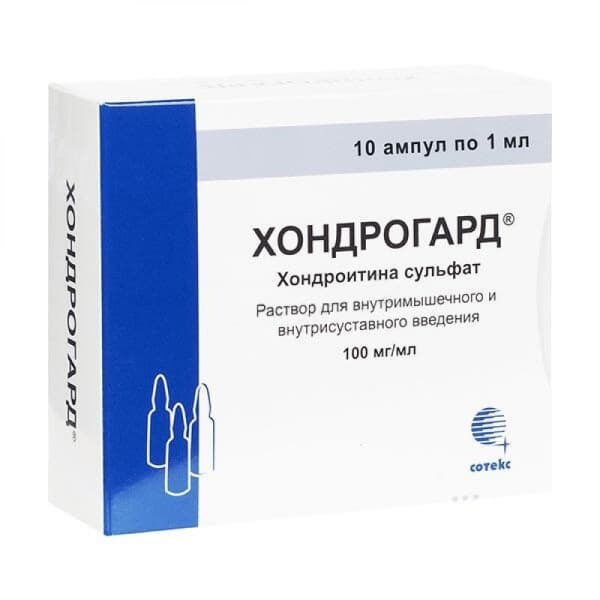 10 ампул по 1 мл
ХОНДРОГАРД®
Хондроитина сульфат
Раствор для внутримышечного и
внутрисуставного введения
100 мг/мл
сотекс
ХОНДРОГАРД®